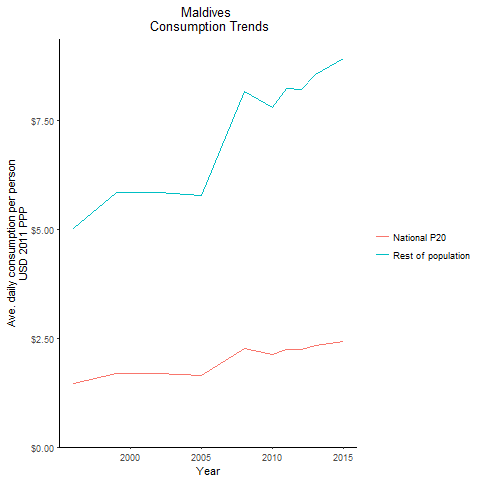 Maldives
Consumption Trends
Ave. daily consumption per person
USD 2011 PPP
$7.50
$5.00
$2.50
$0.00
2000
2005
2010
2015
Year
National P20
Rest of population